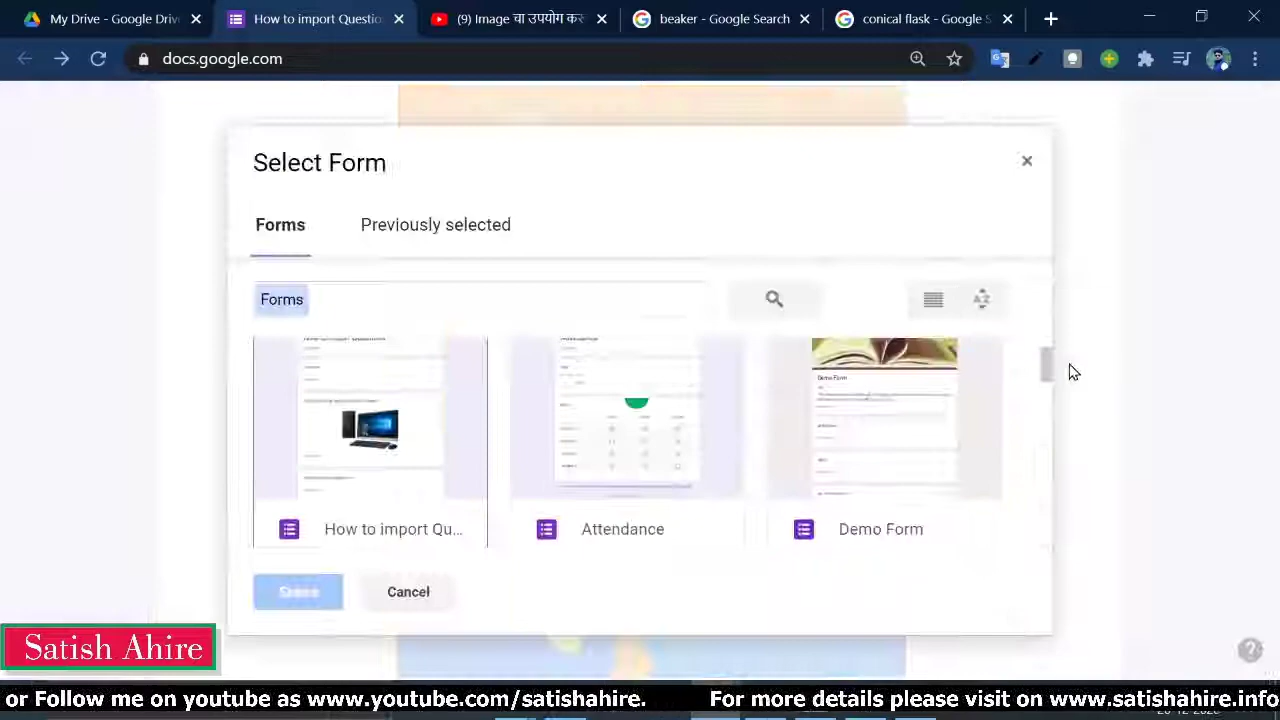 My Drive - Google Driv
How to import Questio
(9) Image चा उपयोग कर
beaker - Google Search
conical flask - Google S
docs.google.com
Select Form
Forms
Previously selected
Forms
How to import Qu...
Attendance
Demo Form
Cancel
Satish Ahire
or Follow me on youtube as www.youtube.com/satishahire.
For more details please visit on www.satishahire.info